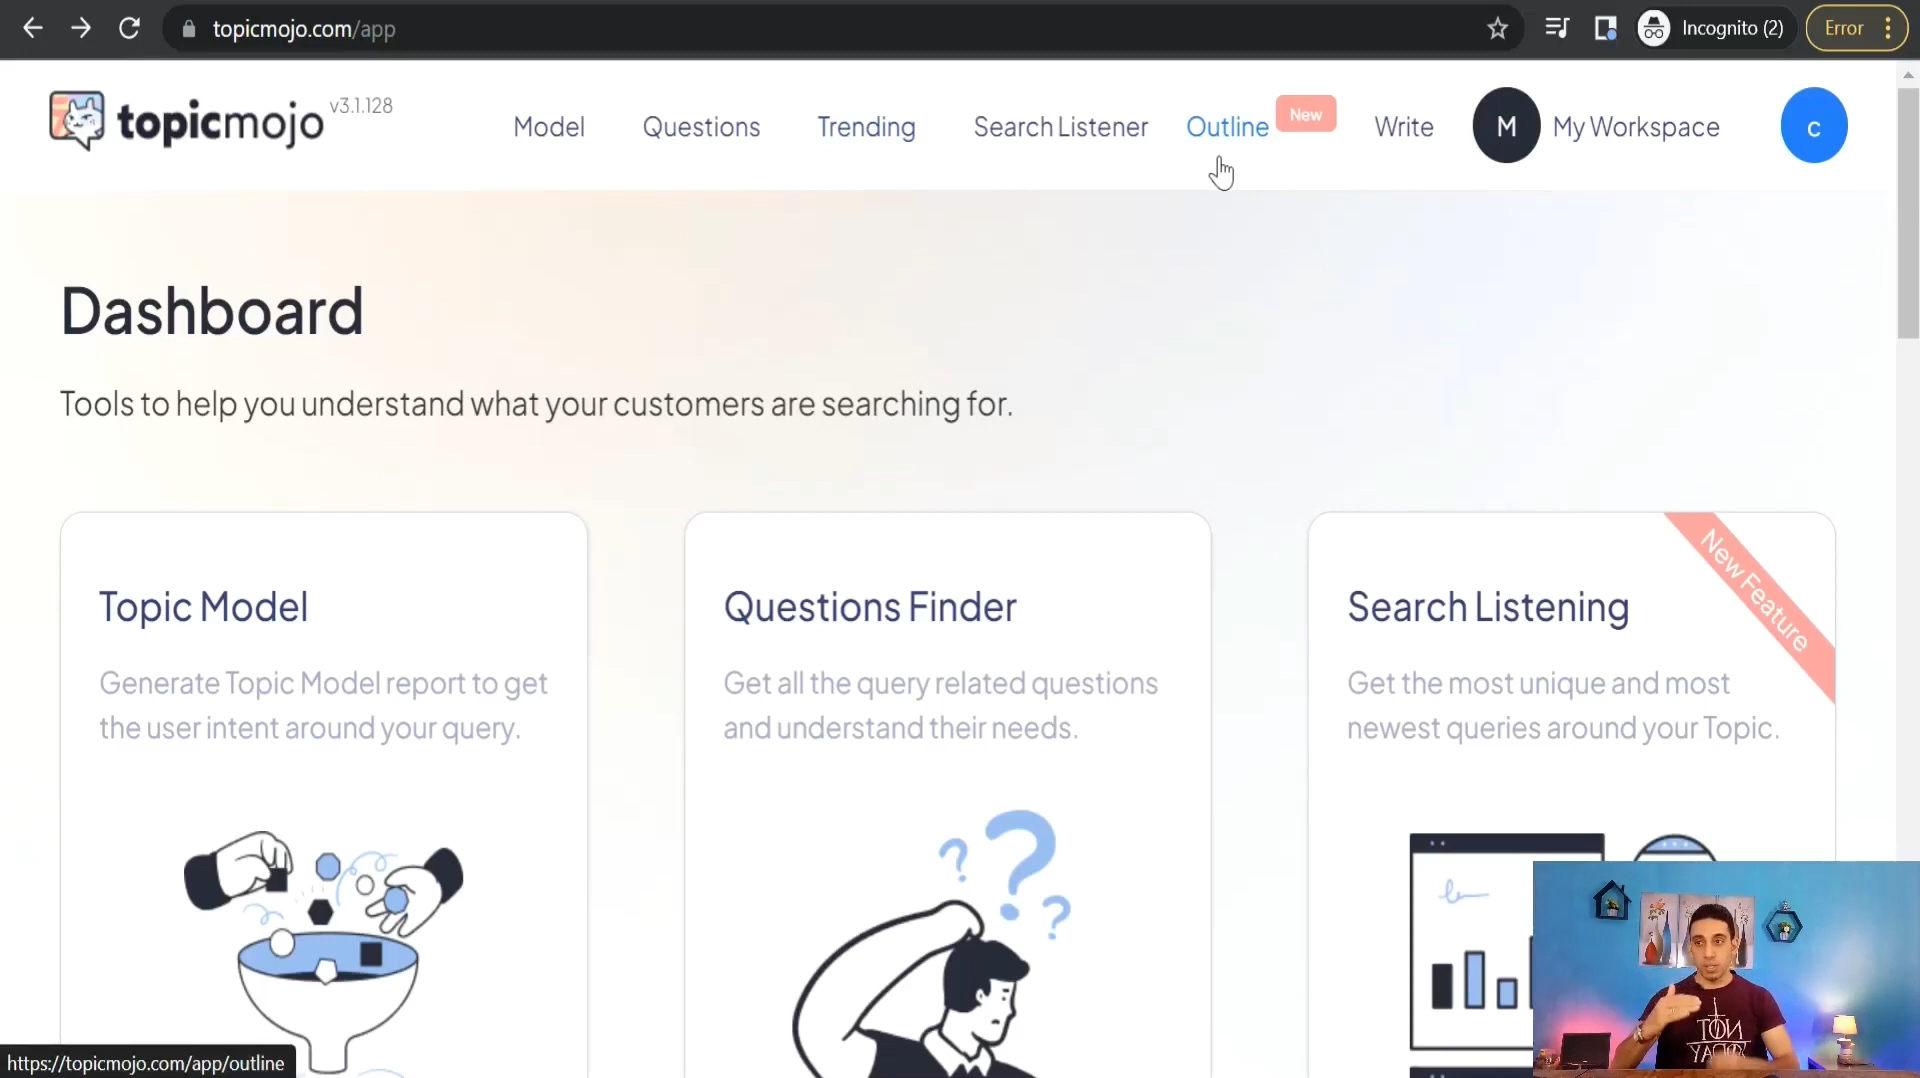 topicmojo.com/app
Incognito (2)
Error
topicmojo
v3.1.128
Model
Questions
Trending
Search Listener
Outline
New
Write
M
My Workspace
c
Dashboard
Tools to help you understand what your customers are searching for.
Topic Model
Generate Topic Model report to get
the user intent around your query.
Questions Finder
Get all the query related questions
and understand their needs.
Search Listening
Get the most unique and most
newest queries around your Topic.
New Feature
NOT
TODAY
https://topicmojo.com/app/outline